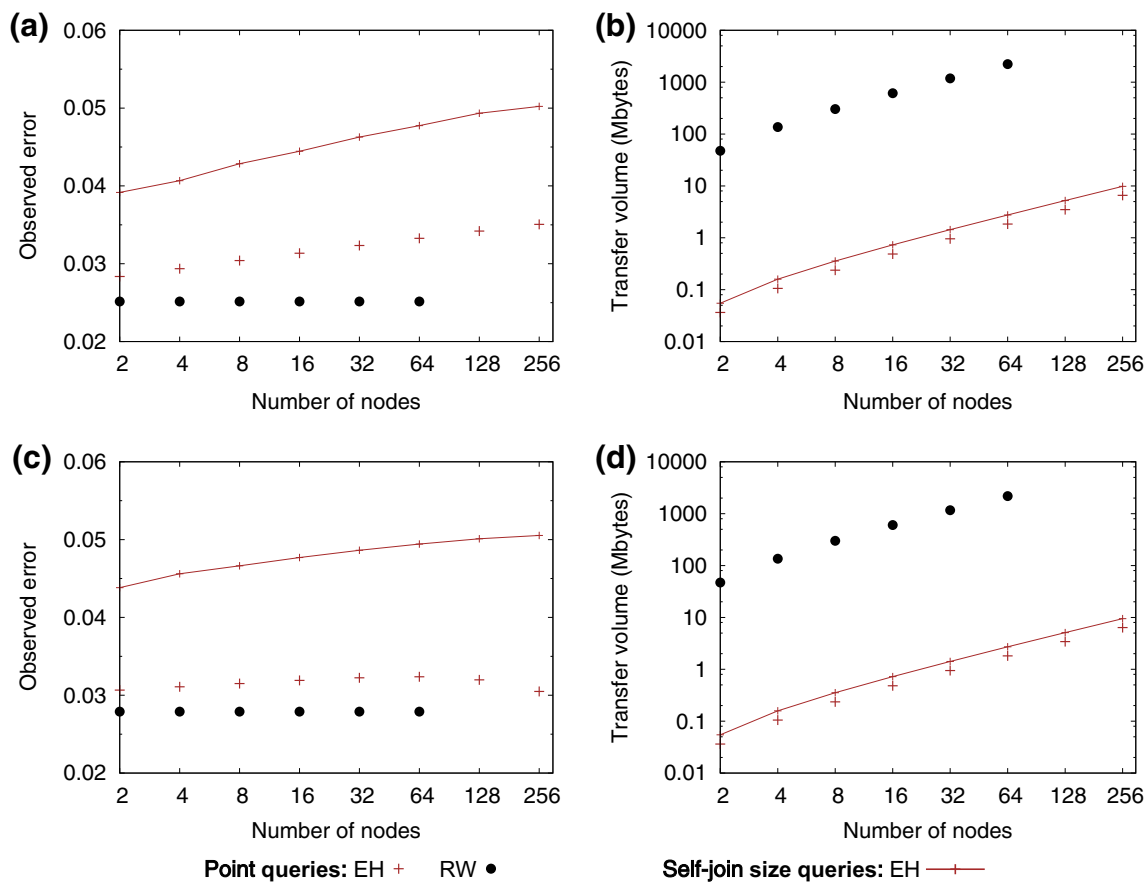 (a)
0.06
0.05
0.04
0.03
0.02
Observed error
2 4 8 16 32 64 128 256
Number of nodes
(b)
10000
1000
100
10
1
0.1
0.01
Transfer volume (Mbytes)
2 4 8 16 32 64 128 256
Number of nodes
(c)
0.06
0.05
0.04
0.03
0.02
Observed error
2 4 8 16 32 64 128 256
Number of nodes
(d)
10000
1000
100
10
1
0.1
0.01
Transfer volume (Mbytes)
2 4 8 16 32 64 128 256
Number of nodes
Point queries: EH RW
Self-join size queries: EH